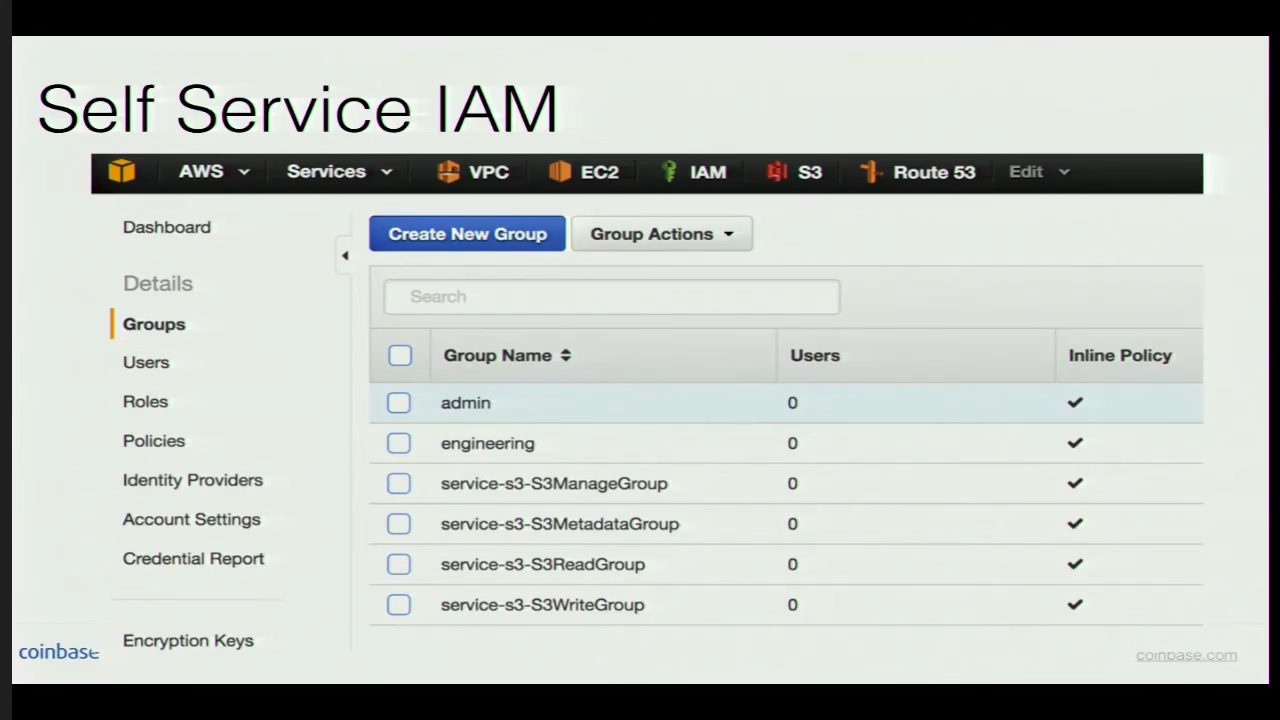 Self Service IAM
AWS Services VPC EC2 IAM S3 Route 53 Edit
Dashboard
Details
Groups
Users
Roles
Policies
Identity Providers
Account Settings
Credential Report
Encryption Keys
Create New Group Group Actions
Search
Group Name Users Inline Policy
admin 0
engineering 0
service-s3-S3ManageGroup 0
service-s3-S3MetadataGroup 0
service-s3-S3ReadGroup 0
service-s3-S3WriteGroup 0
coinbase
coinbase.com